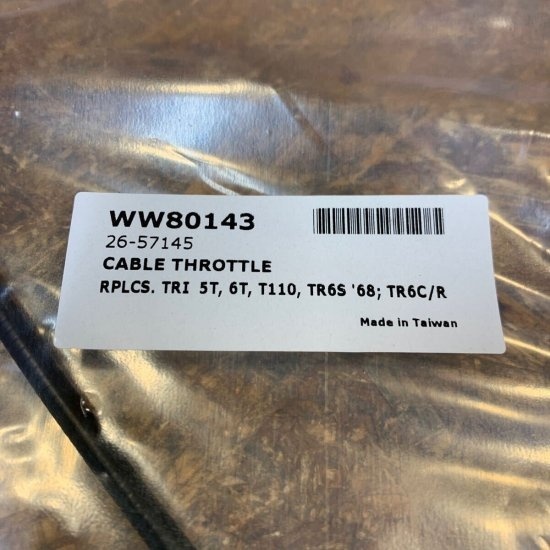 WW80143
26-57145
CABLE THROTTLE
RPLCS. TRI 5T, 6T, T110, TR6S '68; TR6C/R
Made in Taiwan